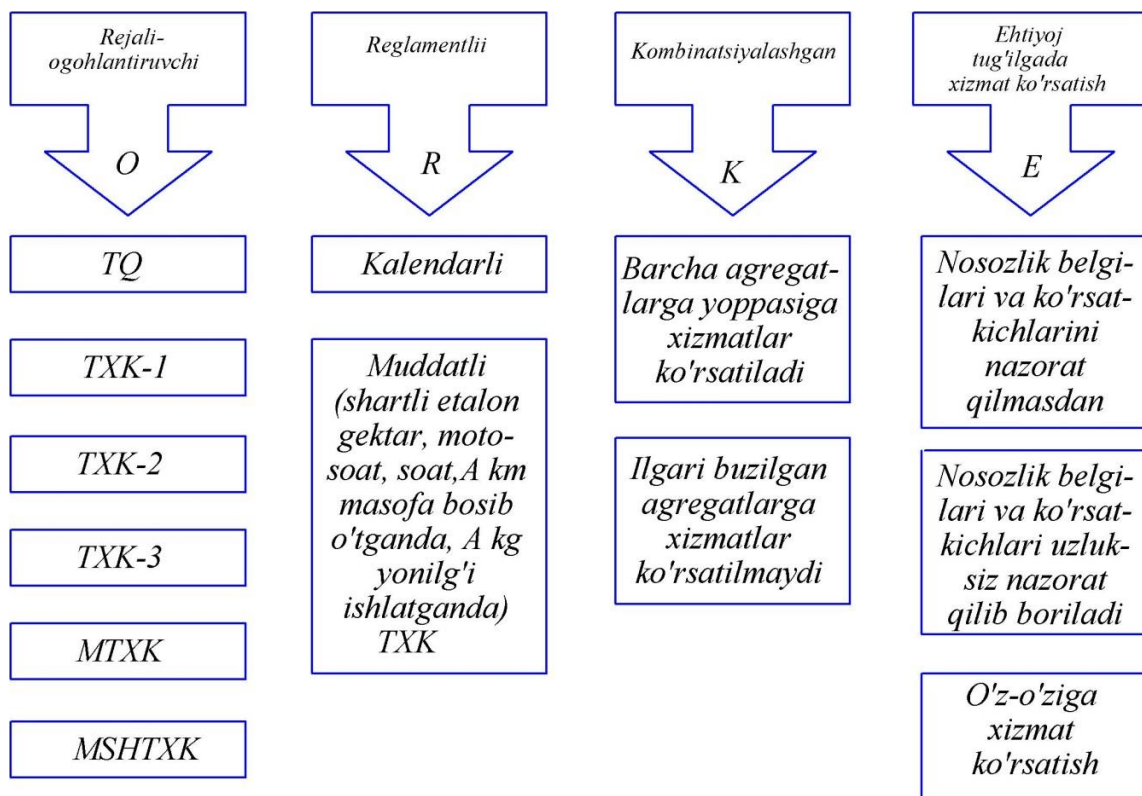 Rejali-
ogohlantiruvchi
O
TQ
TXK-1
TXK-2
TXK-3
MTXK
MSHTXK
Reglamentlii
R
Kalendarli
Muddatli
(shartli etalon
gektar, moto-
soat, soat,A km
masofa bosib
o'tganda, A kg
yonilg'i
ishlatganda)
TXK
Kombinatsiyalashgan
K
Barcha agregat-
larga yoppasiga
xizmatlar
ko'rsatiladi
Ilgari buzilgan
agregatlarga
xizmatlar
ko'rsatilmaydi
Ehtiyoj
tug'ilgada
xizmat ko'rsatish
E
Nosozlik belgi-
lari va ko'rsat-
kichlarini
nazorat
qilmasdan
Nosozlik belgi-
lari va ko'rsat-
kichlari uzluk-
siz nazorat
qilib boriladi
O'z-o'ziga
xizmat
ko'rsatish